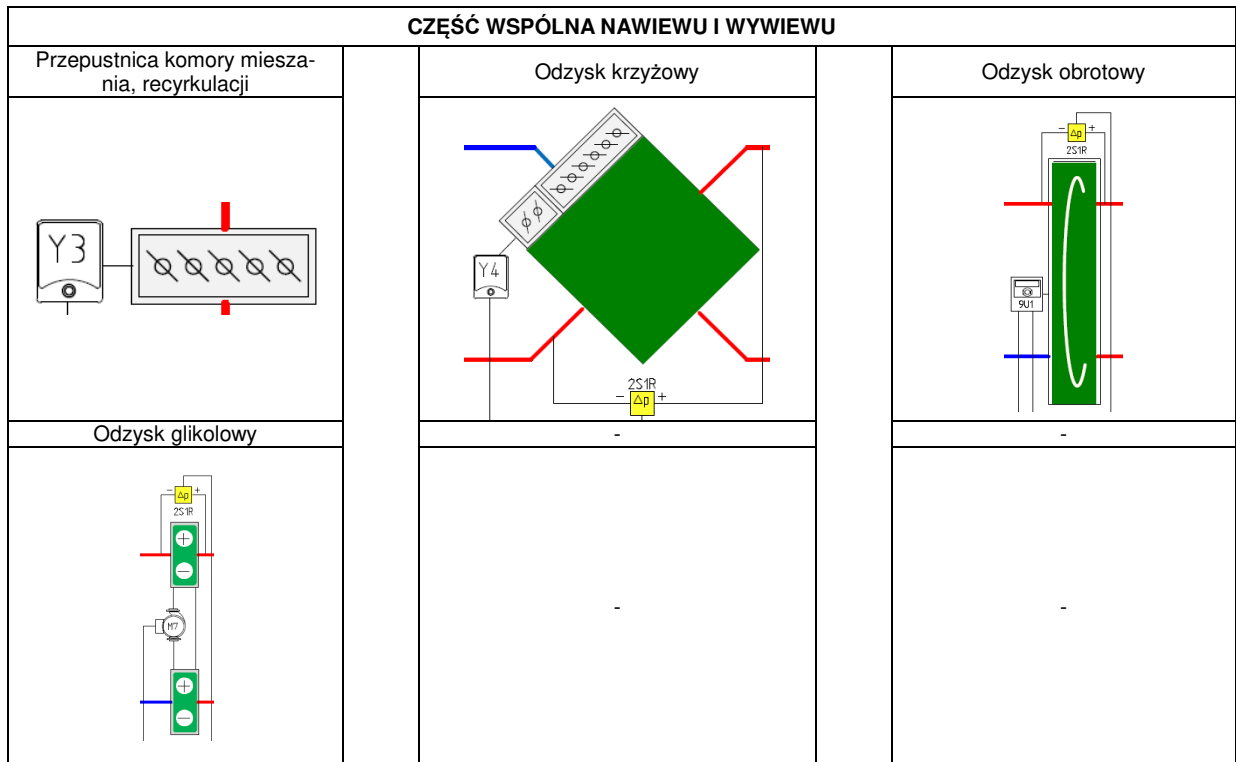 CZĘŚĆ WSPÓLNA NAWIEWU I WYWIEWU
Przepustnica komory miesza-
nia, recyrkulacji
Odzysk krzyżowy
Odzysk obrotowy
Y3
Y4
2S1R
- Δp +
- Δp +
2S1R
9U1
Odzysk glikolowy
-
-
- Δp +
2S1R
+
-
M7
+
-
-
-